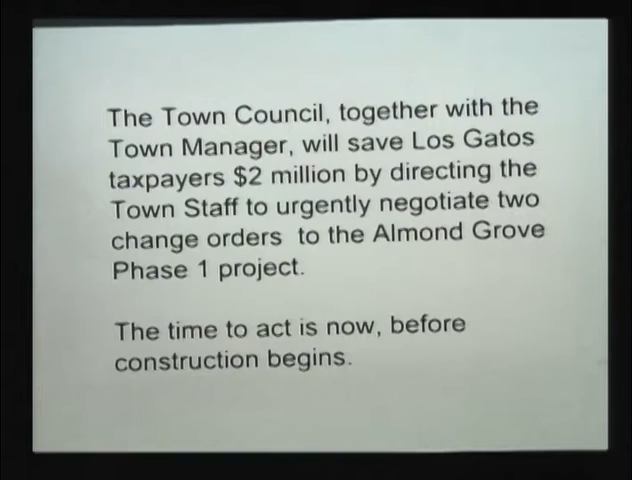 The Town Council, together with the
Town Manager, will save Los Gatos
taxpayers $2 million by directing the
Town Staff to urgently negotiate two
change orders to the Almond Grove
Phase 1 project.
The time to act is now, before
construction begins.